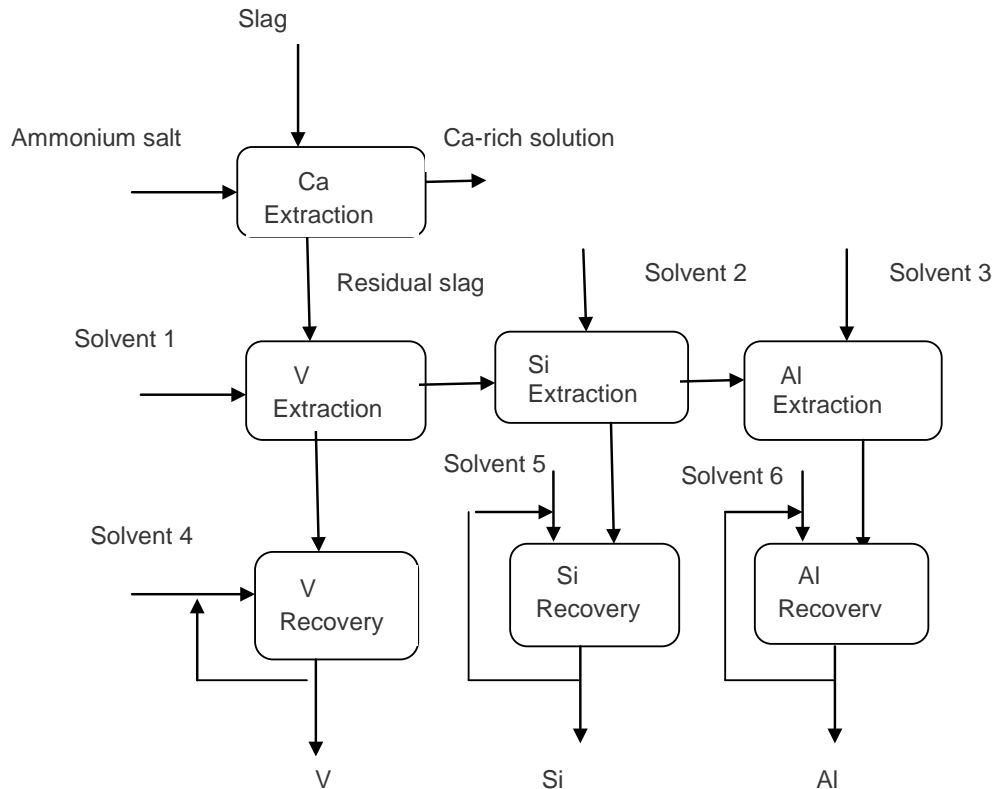 Slag
Ammonium salt
Ca-rich solution
Ca
Extraction
Residual slag
Solvent 2
Solvent 3
Solvent 1
V
Extraction
Si
Extraction
Al
Extraction
Solvent 5
Solvent 6
Solvent 4
V
Recovery
Si
Recovery
Al
Recoverv
V
Si
Al